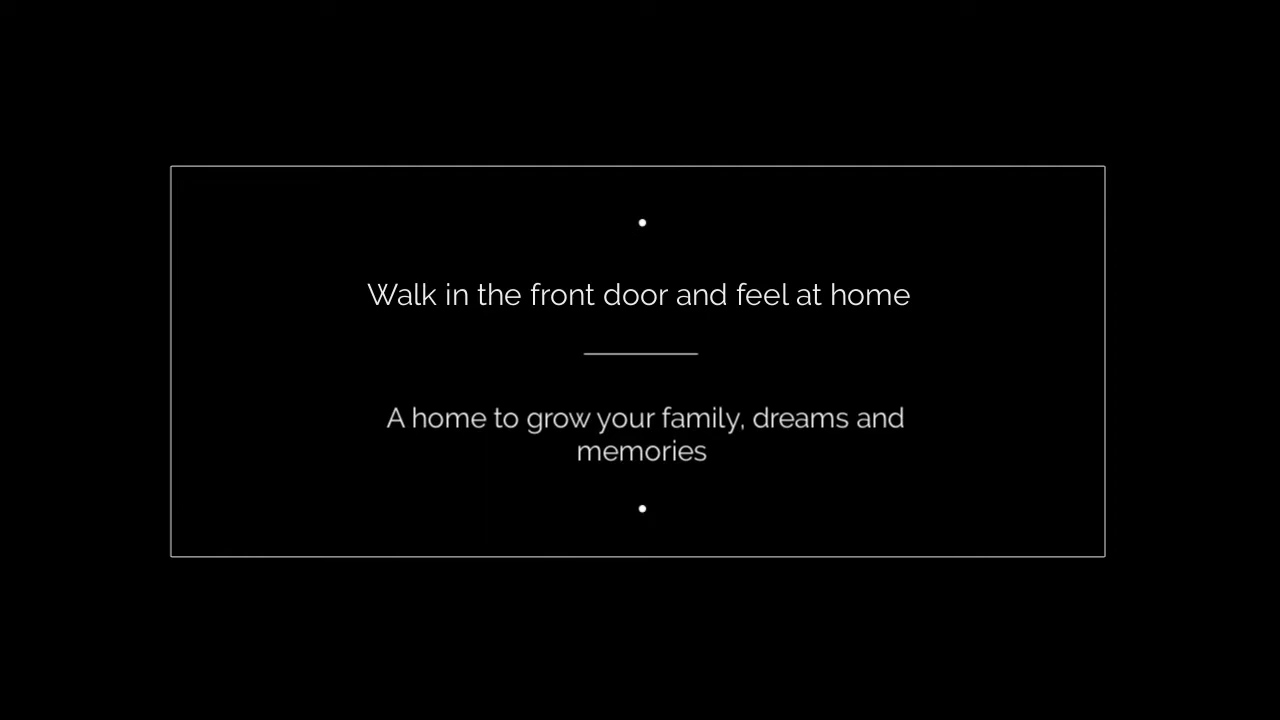 Walk in the front door and feel at home
A home to grow your family, dreams and
memories